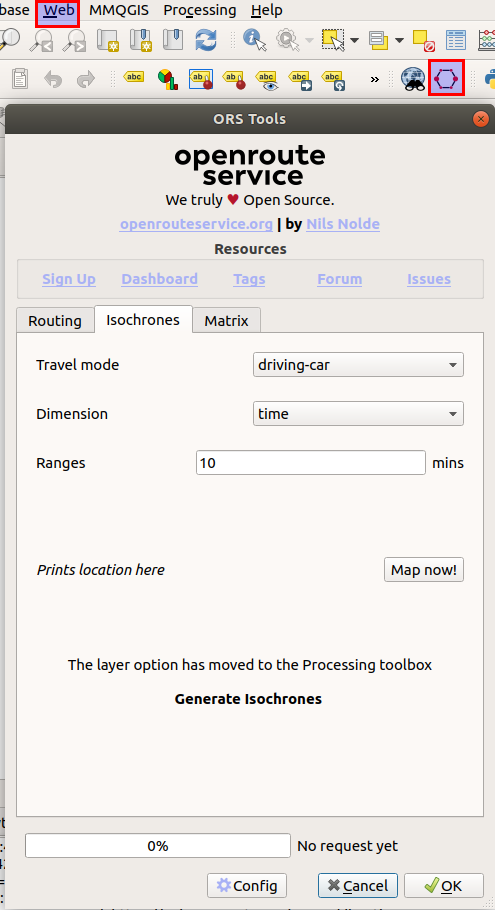 base Web MMQGIS Processing Help
abc abc abc abc abc »
ORS Tools
openroute
service
We truly ♥ Open Source.
openrouteservice.org | by Nils Nolde
Resources
Sign Up Dashboard Tags Forum Issues
Routing Isochrones Matrix
Travel mode driving-car
Dimension time
Ranges 10 mins
Prints location here Map now!
The layer option has moved to the Processing toolbox
Generate Isochrones
0% No request yet
Config Cancel OK